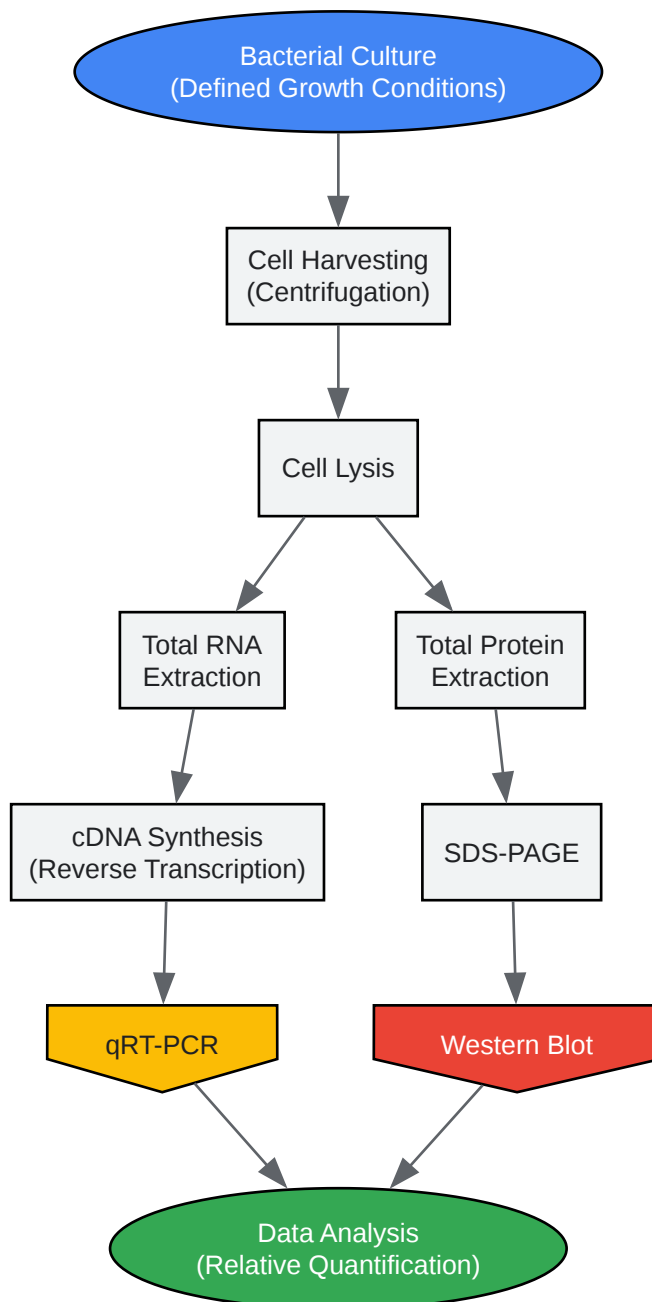 Bacterial Culture
(Defined Growth Conditions)
Cell Harvesting
(Centrifugation)
Cell Lysis
Total RNA
Extraction
Total Protein
Extraction
cDNA Synthesis
(Reverse Transcription)
SDS-PAGE
qRT-PCR
Western Blot
Data Analysis
(Relative Quantification)